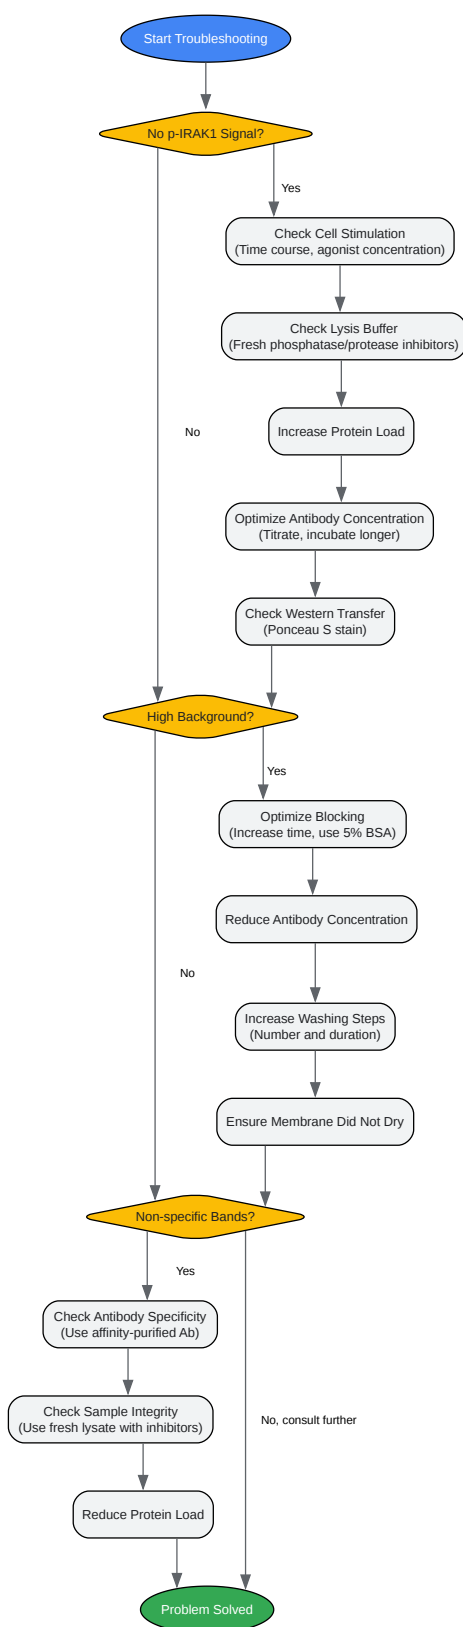 Start Troubleshooting
No p-IRAK1 Signal?
Yes
Check Cell Stimulation
(Time course, agonist concentration)
Check Lysis Buffer
(Fresh phosphatase/protease inhibitors)
Increase Protein Load
No
Optimize Antibody Concentration
(Titrate, incubate longer)
Check Western Transfer
(Ponceau S stain)
High Background?
Yes
Optimize Blocking
(Increase time, use 5% BSA)
Reduce Antibody Concentration
No
Increase Washing Steps
(Number and duration)
Ensure Membrane Did Not Dry
Non-specific Bands?
Yes
Check Antibody Specificity
(Use affinity-purified Ab)
Check Sample Integrity
(Use fresh lysate with inhibitors)
No, consult further
Reduce Protein Load
Problem Solved